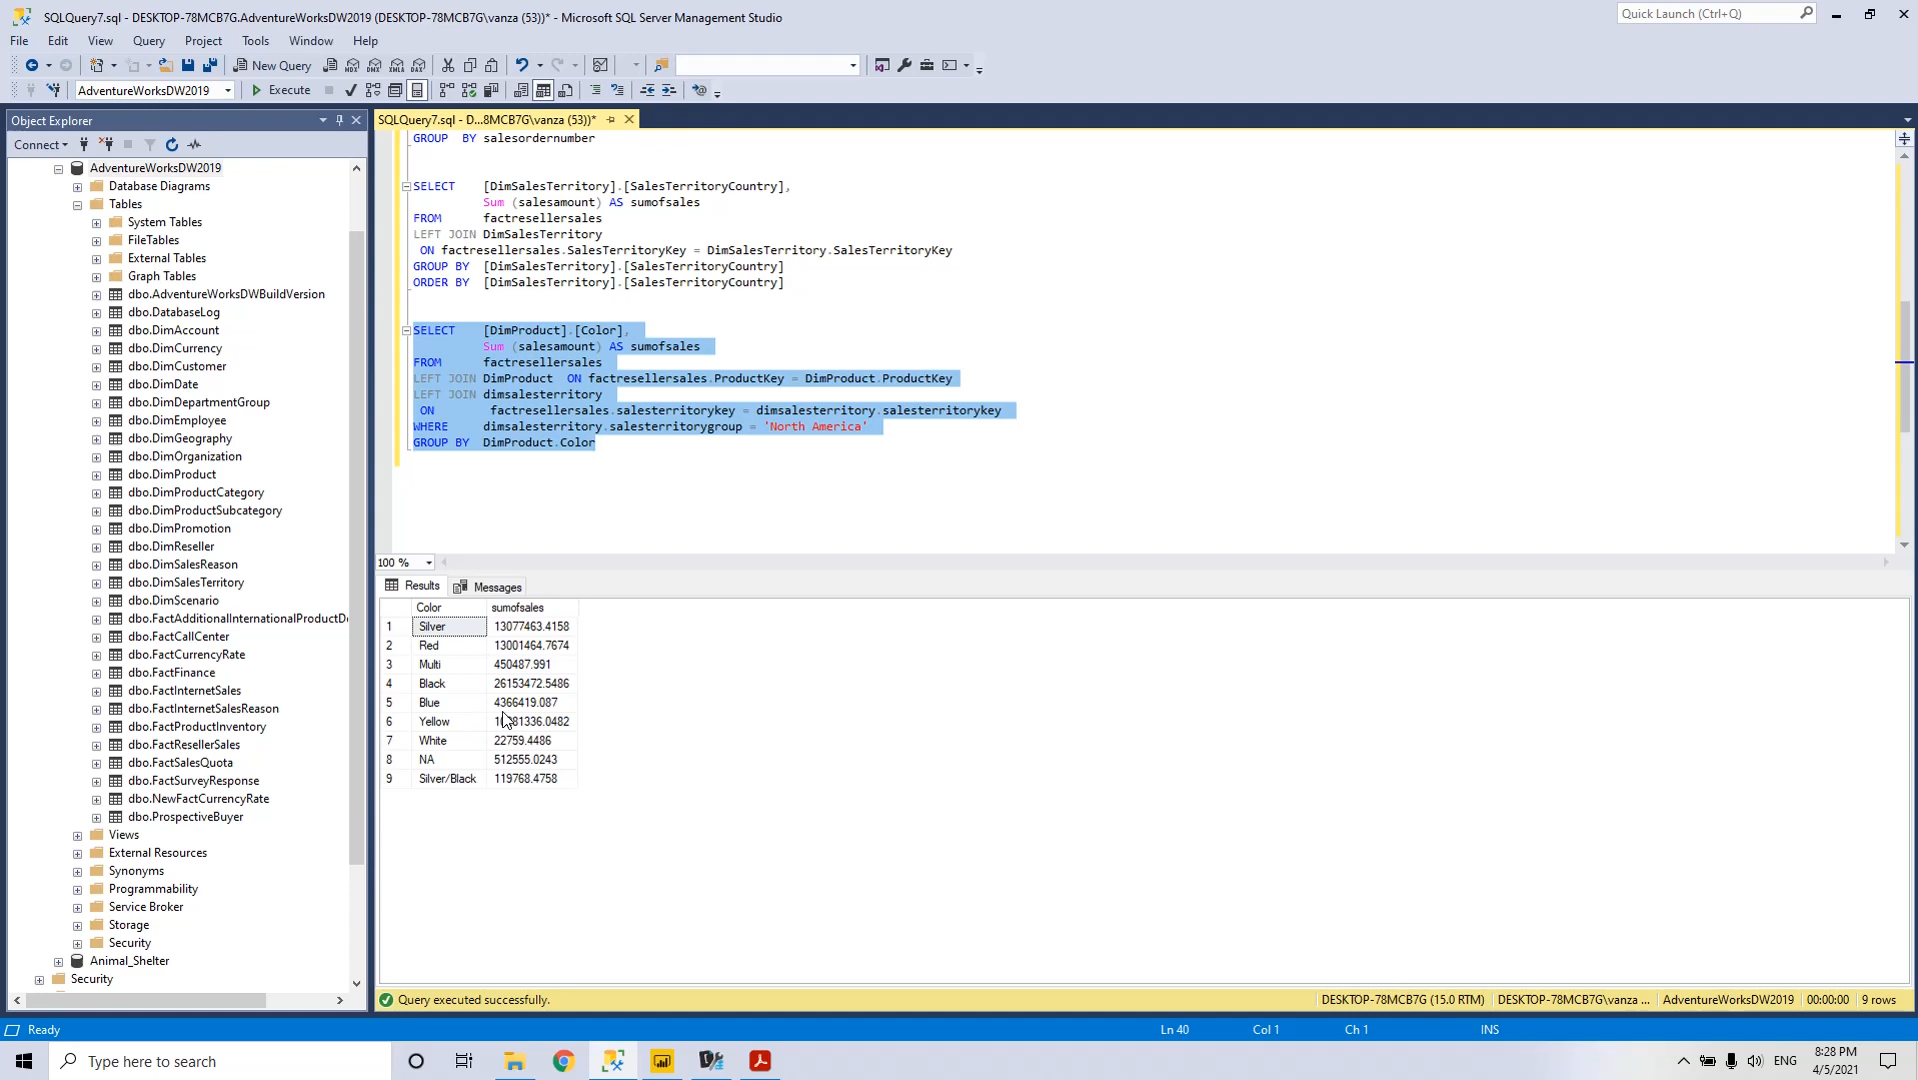 SQLQuery7.sql - DESKTOP-78MCB7G.AdventureWorksDW2019 (DESKTOP-78MCB7G\vanza (53))* - Microsoft SQL Server Management Studio
Quick Launch (Ctrl+Q)
File Edit View Query Project Tools Window Help
New Query
MDX DMX XMLA DAX
AdventureWorksDW2019
Execute
Object Explorer
Connect
AdventureWorksDW2019
Database Diagrams
Tables
System Tables
FileTables
External Tables
Graph Tables
dbo.AdventureWorksDWBuildVersion
dbo.DatabaseLog
dbo.DimAccount
dbo.DimCurrency
dbo.DimCustomer
dbo.DimDate
dbo.DimDepartmentGroup
dbo.DimEmployee
dbo.DimGeography
dbo.DimOrganization
dbo.DimProduct
dbo.DimProductCategory
dbo.DimProductSubcategory
dbo.DimPromotion
dbo.DimReseller
dbo.DimSalesReason
dbo.DimSalesTerritory
dbo.DimScenario
dbo.FactAdditionalInternationalProductDe
dbo.FactCallCenter
dbo.FactCurrencyRate
dbo.FactFinance
dbo.FactInternetSales
dbo.FactInternetSalesReason
dbo.FactProductInventory
dbo.FactResellerSales
dbo.FactSalesQuota
dbo.FactSurveyResponse
dbo.NewFactCurrencyRate
dbo.ProspectiveBuyer
Views
External Resources
Synonyms
Programmability
Service Broker
Storage
Security
Animal_Shelter
Security
SQLQuery7.sql - D...8MCB7G\vanza (53))*
GROUP BY salesordernumber
SELECT [DimSalesTerritory].[SalesTerritoryCountry],
Sum (salesamount) AS sumofsales
FROM factresellersales
LEFT JOIN DimSalesTerritory
ON factresellersales.SalesTerritoryKey = DimSalesTerritory.SalesTerritoryKey
GROUP BY [DimSalesTerritory].[SalesTerritoryCountry]
ORDER BY [DimSalesTerritory].[SalesTerritoryCountry]
SELECT [DimProduct].[Color],
Sum (salesamount) AS sumofsales
FROM factresellersales
LEFT JOIN DimProduct ON factresellersales.ProductKey = DimProduct.ProductKey
LEFT JOIN dimsalesterritory
ON factresellersales.salesterritorykey = dimsalesterritory.salesterritorykey
WHERE dimsalesterritory.salesterritorygroup = 'North America'
GROUP BY DimProduct.Color
100 %
Results Messages
Color sumofsales
1 Silver 13077463.4158
2 Red 13001464.7674
3 Multi 450487.991
4 Black 26153472.5486
5 Blue 4366419.087
6 Yellow
7 White 22759.4486
8 NA 512555.0243
9 Silver/Black 119768.4758
Query executed successfully.
DESKTOP-78MCB7G (15.0 RTM) DESKTOP-78MCB7G\vanza ... AdventureWorksDW2019 00:00:00 9 rows
Ready
Ln 40 Col 1 Ch 1 INS
Type here to search
ENG
8:28 PM
4/5/2021